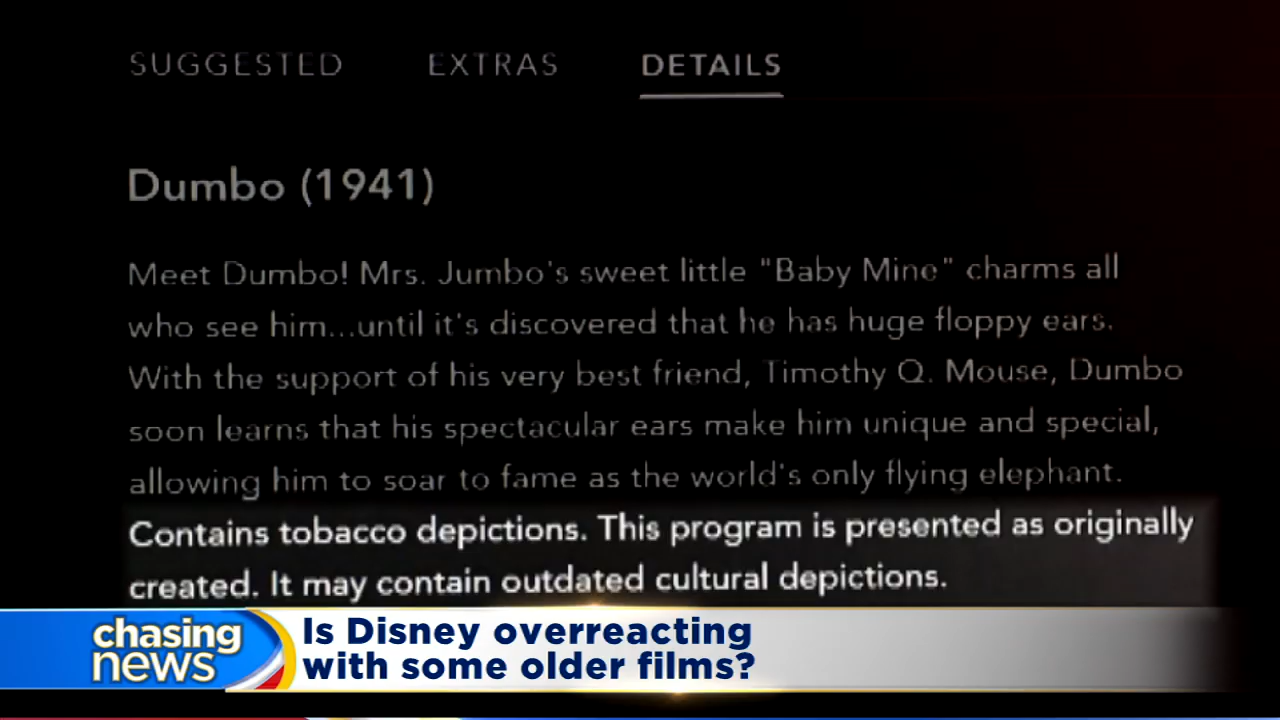 SUGGESTED EXTRAS DETAILS
Dumbo (1941)
Meet Dumbo! Mrs. Jumbo's sweet little "Baby Mine" charms all
who see him...until it's discovered that he has huge floppy ears.
With the support of his very best friend, Timothy Q. Mouse, Dumbo
soon learns that his spectacular ears make him unique and special,
allowing him to soar to fame as the world's only flying elephant.
Contains tobacco depictions. This program is presented as originally
created. It may contain outdated cultural depictions.
chasing
NEWS
Is Disney overreacting
with some older films?